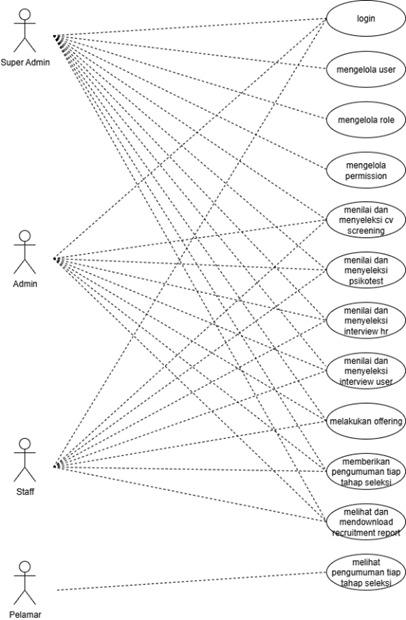 login
Super Admin
mengelola user
mengelola role
mengelola
permission
menilai dan
menyeleksi cv
screening
Admin
menilai dan
menyeleksi
psikotest
menilai dan
menyeleksi
interview hr
menilai dan
menyeleksi
interview user
melakukan offering
Staff
memberikan
pengumuman tiap
tahap seleksi
melihat dan
mendownload
recruitment report
melihat
pengumuman tiap
tahap seleksi
Pelamar